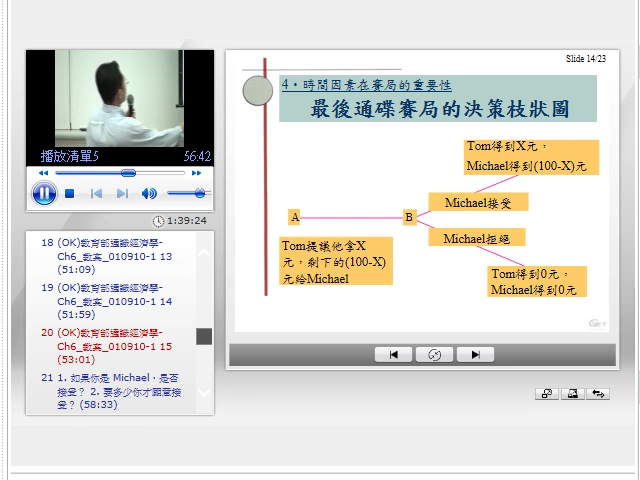 Slide 14/23
4‧時間因素在賽局的重要性
最後通牒賽局的決策枝狀圖
Tom得到X元，
Michael得到(100-X)元
Michael接受
A
B
Michael拒絕
Tom提議他拿X
元，剩下的(100-X)
元給Michael
Tom得到0元，
Michael得到0元
播放清單5
56:42
1:39:24
18 (OK)教育部通識經濟學-
Ch6_教案_010910-1 13
(51:09)
19 (OK)教育部通識經濟學-
Ch6_教案_010910-1 14
(51:59)
20 (OK)教育部通識經濟學-
Ch6_教案_010910-1 15
(53:01)
21 1. 如果你是 Michael，是否
接受？ 2. 要多少你才願意接
受？ (58:33)